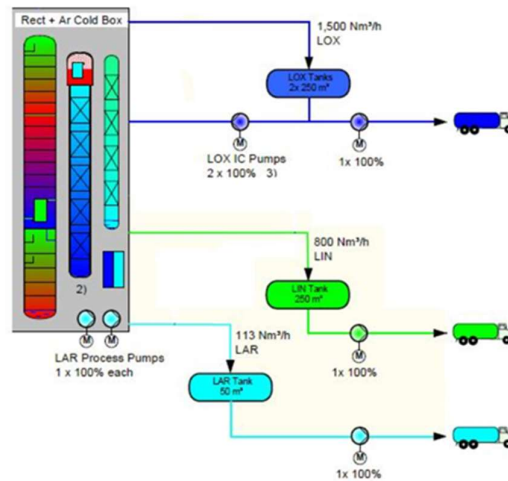 Rect + Ar Cold Box
1,500 Nm³/h
LOX
LOX Tanks
2x 250 m³
M
M
LOX IC Pumps
2 x 100% 3)
1x 100%
800 Nm³/h
LIN
2)
LIN Tank
250 m³
M
M
LAR Process Pumps
1 x 100% each
113 Nm³/h
LAR
M
1x 100%
LAR Tank
50 m³
M
1x 100%